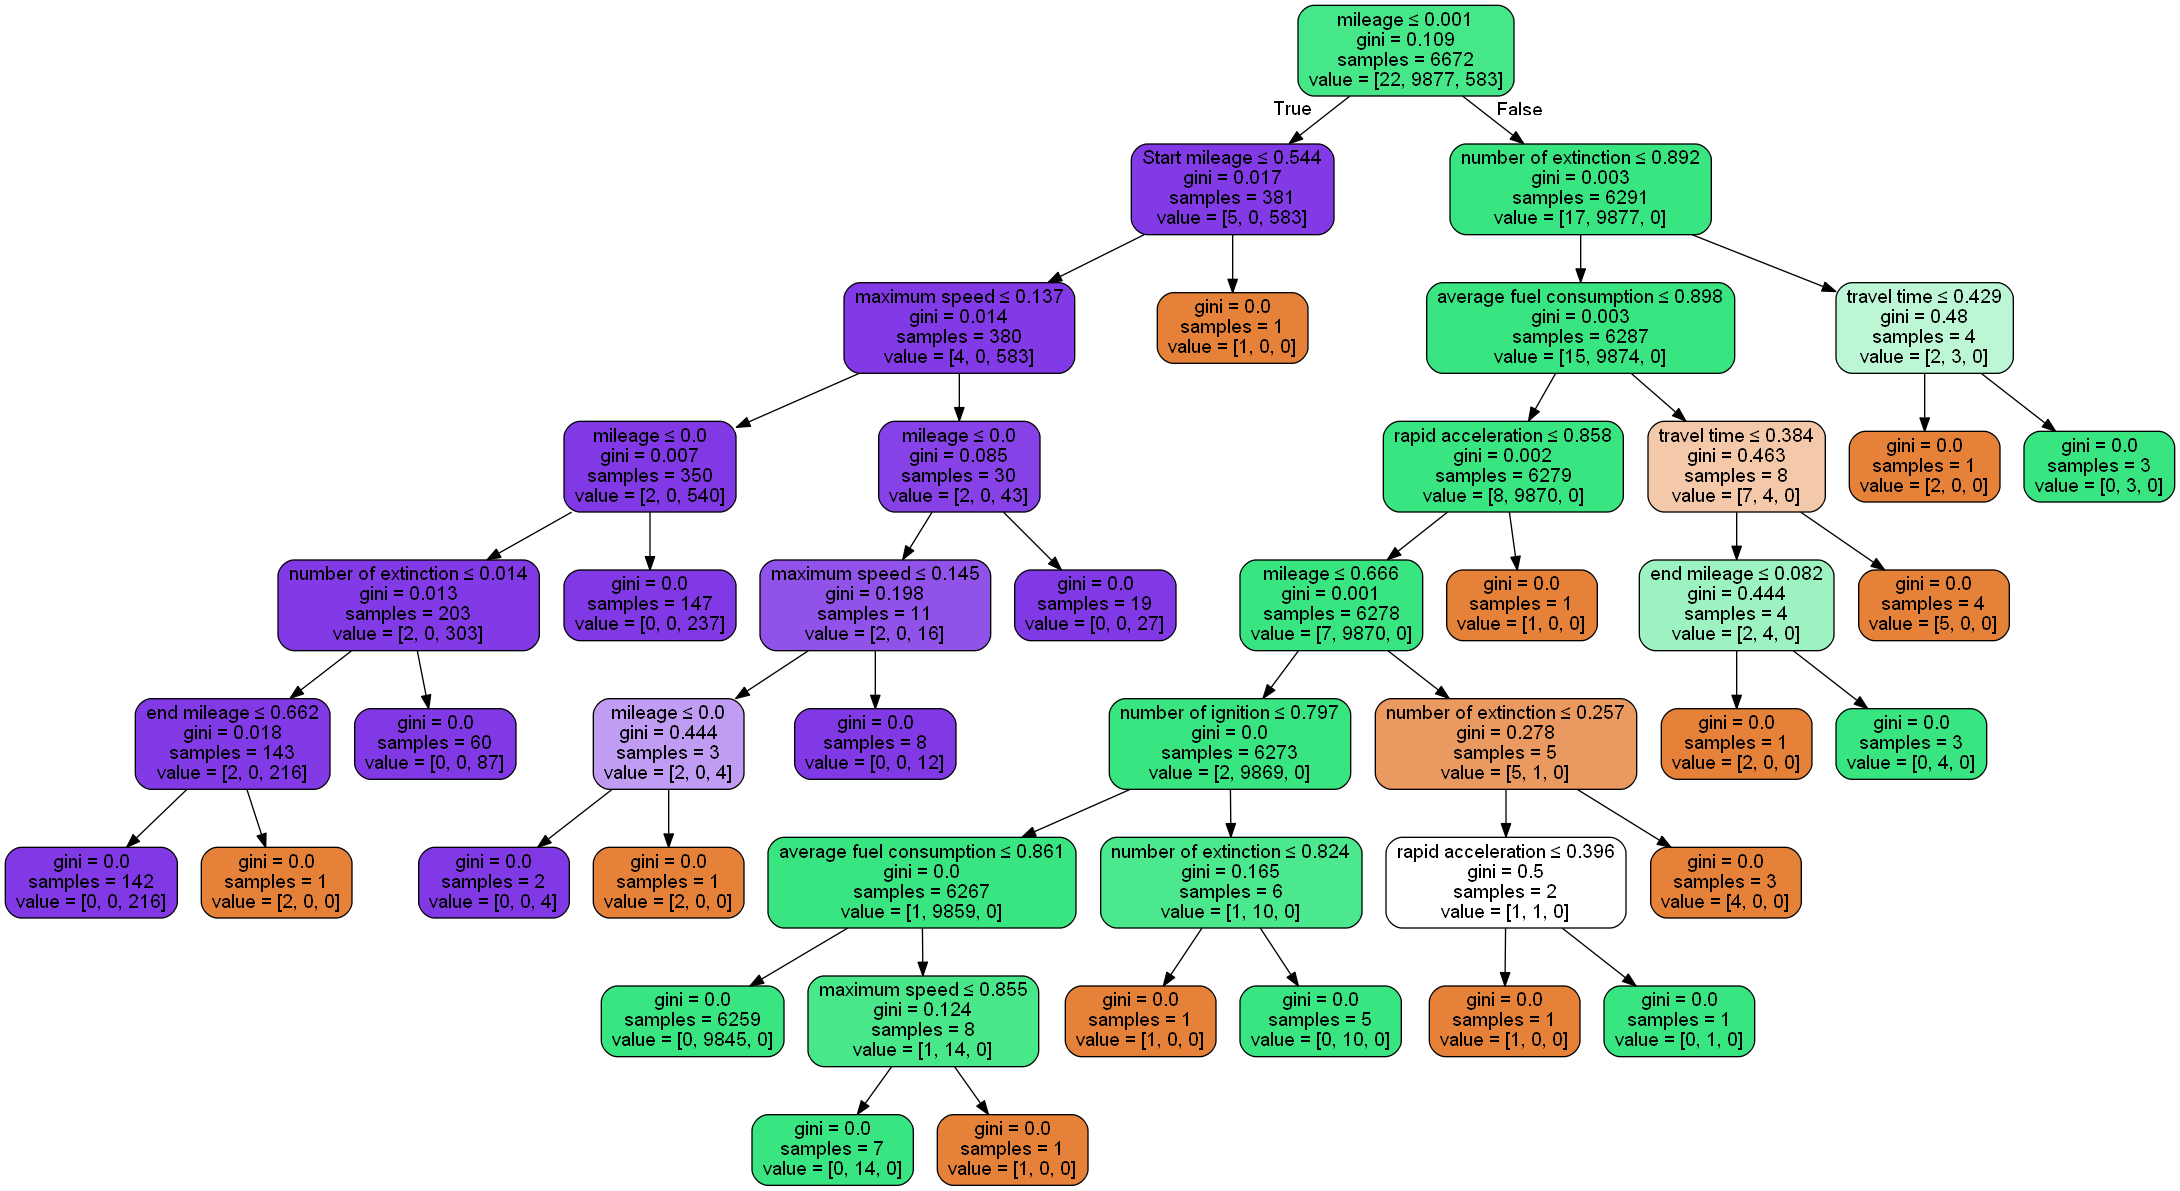 mileage ≤ 0.001
gini = 0.109
samples = 6672
value = [22, 9877, 583]
True
False
Start mileage ≤ 0.544
gini = 0.017
samples = 381
value = [5, 0, 583]
number of extinction ≤ 0.892
gini = 0.003
samples = 6291
value = [17, 9877, 0]
maximum speed ≤ 0.137
gini = 0.014
samples = 380
value = [4, 0, 583]
gini = 0.0
samples = 1
value = [1, 0, 0]
average fuel consumption ≤ 0.898
gini = 0.003
samples = 6287
value = [15, 9874, 0]
travel time ≤ 0.429
gini = 0.48
samples = 4
value = [2, 3, 0]
mileage ≤ 0.0
gini = 0.007
samples = 350
value = [2, 0, 540]
mileage ≤ 0.0
gini = 0.085
samples = 30
value = [2, 0, 43]
rapid acceleration ≤ 0.858
gini = 0.002
samples = 6279
value = [8, 9870, 0]
travel time ≤ 0.384
gini = 0.463
samples = 8
value = [7, 4, 0]
gini = 0.0
samples = 1
value = [2, 0, 0]
gini = 0.0
samples = 3
value = [0, 3, 0]
number of extinction ≤ 0.014
gini = 0.013
samples = 203
value = [2, 0, 303]
gini = 0.0
samples = 147
value = [0, 0, 237]
maximum speed ≤ 0.145
gini = 0.198
samples = 11
value = [2, 0, 16]
gini = 0.0
samples = 19
value = [0, 0, 27]
mileage ≤ 0.666
gini = 0.001
samples = 6278
value = [7, 9870, 0]
gini = 0.0
samples = 1
value = [1, 0, 0]
end mileage ≤ 0.082
gini = 0.444
samples = 4
value = [2, 4, 0]
gini = 0.0
samples = 4
value = [5, 0, 0]
end mileage ≤ 0.662
gini = 0.018
samples = 143
value = [2, 0, 216]
gini = 0.0
samples = 60
value = [0, 0, 87]
mileage ≤ 0.0
gini = 0.444
samples = 3
value = [2, 0, 4]
gini = 0.0
samples = 8
value = [0, 0, 12]
number of ignition ≤ 0.797
gini = 0.0
samples = 6273
value = [2, 9869, 0]
number of extinction ≤ 0.257
gini = 0.278
samples = 5
value = [5, 1, 0]
gini = 0.0
samples = 1
value = [2, 0, 0]
gini = 0.0
samples = 3
value = [0, 4, 0]
gini = 0.0
samples = 142
value = [0, 0, 216]
gini = 0.0
samples = 1
value = [2, 0, 0]
gini = 0.0
samples = 2
value = [0, 0, 4]
gini = 0.0
samples = 1
value = [2, 0, 0]
average fuel consumption ≤ 0.861
gini = 0.0
samples = 6267
value = [1, 9859, 0]
number of extinction ≤ 0.824
gini = 0.165
samples = 6
value = [1, 10, 0]
rapid acceleration ≤ 0.396
gini = 0.5
samples = 2
value = [1, 1, 0]
gini = 0.0
samples = 3
value = [4, 0, 0]
gini = 0.0
samples = 6259
value = [0, 9845, 0]
maximum speed ≤ 0.855
gini = 0.124
samples = 8
value = [1, 14, 0]
gini = 0.0
samples = 1
value = [1, 0, 0]
gini = 0.0
samples = 5
value = [0, 10, 0]
gini = 0.0
samples = 1
value = [1, 0, 0]
gini = 0.0
samples = 1
value = [0, 1, 0]
gini = 0.0
samples = 7
value = [0, 14, 0]
gini = 0.0
samples = 1
value = [1, 0, 0]